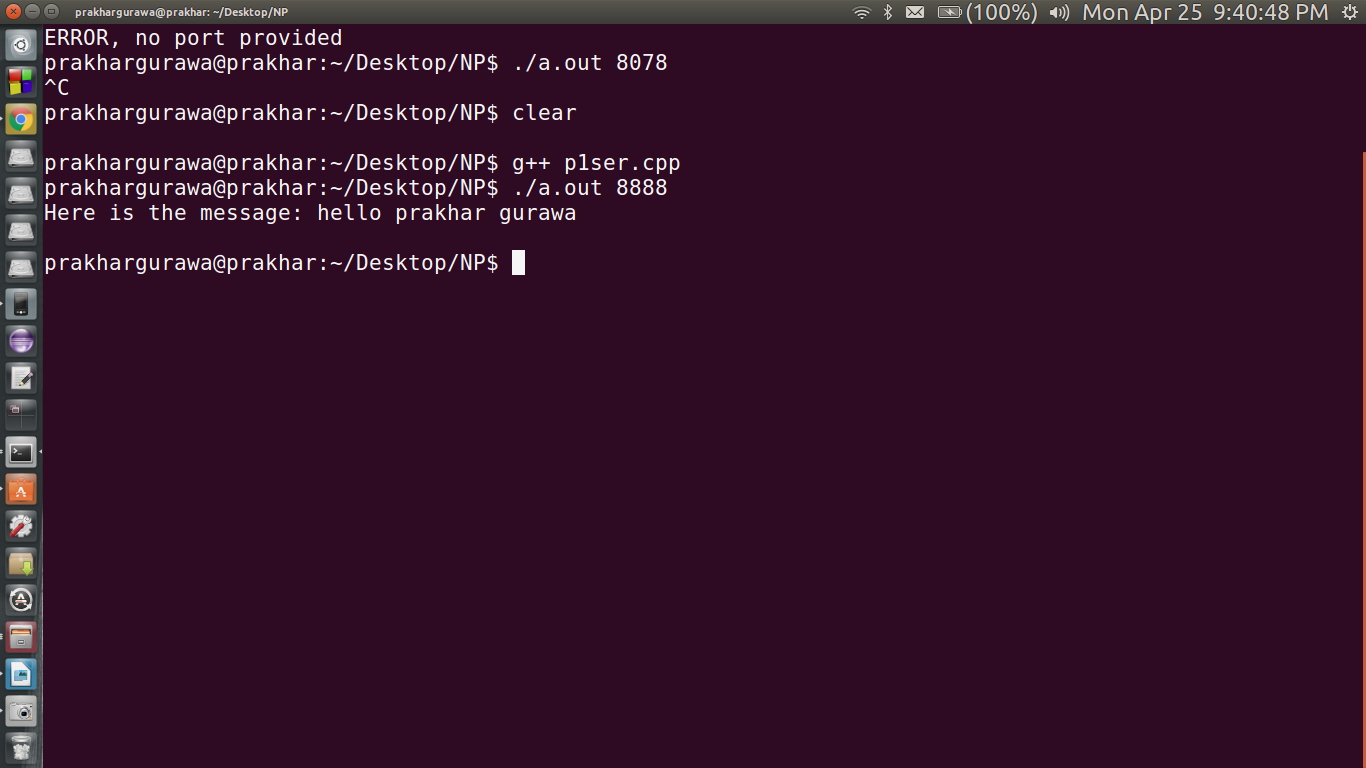 prakhargurawa@prakhar: ~/Desktop/NP
(100%) Mon Apr 25 9:40:48 PM
ERROR, no port provided
prakhargurawa@prakhar:~/Desktop/NP$ ./a.out 8078
^C
prakhargurawa@prakhar:~/Desktop/NP$ clear
prakhargurawa@prakhar:~/Desktop/NP$ g++ p1ser.cpp
prakhargurawa@prakhar:~/Desktop/NP$ ./a.out 8888
Here is the message: hello prakhar gurawa
prakhargurawa@prakhar:~/Desktop/NP$